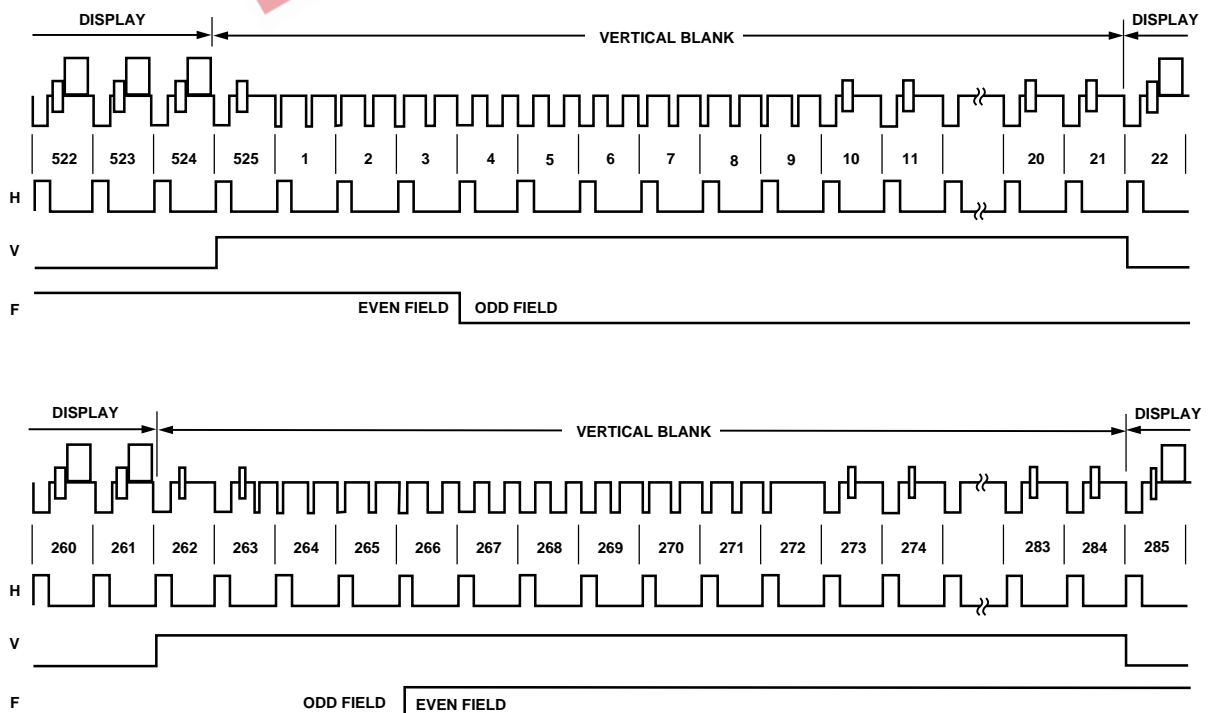 DISPLAY DISPLAY
VERTICAL BLANK
522 523 524 525 1 2 3 4 5 6 7 8 9 10 11 20 21 22
H
V
F EVEN FIELD ODD FIELD
DISPLAY DISPLAY
VERTICAL BLANK
260 261 262 263 264 265 266 267 268 269 270 271 272 273 274 283 284 285
H
V
F ODD FIELD EVEN FIELD